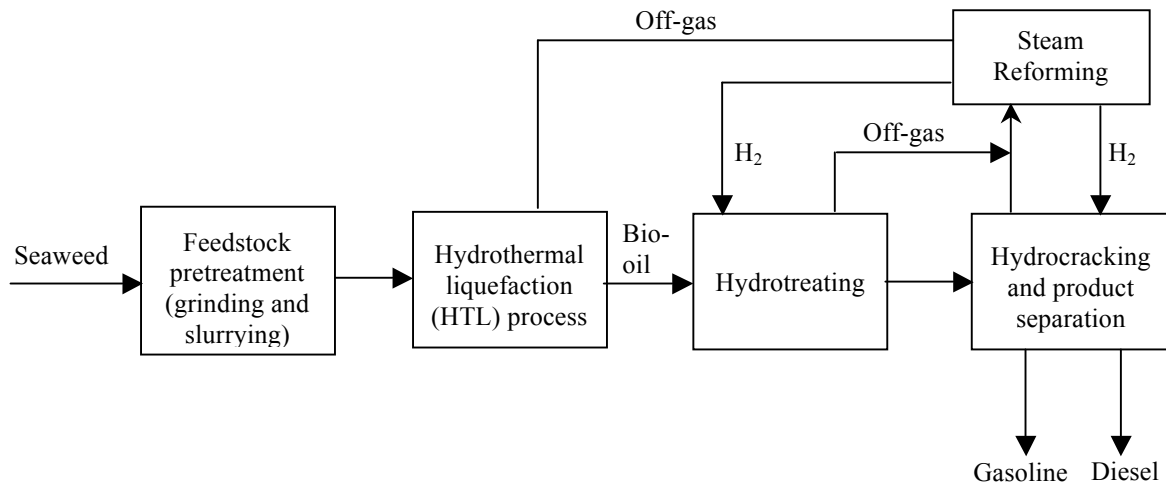 Off-gas
Steam
Reforming
Off-gas
H₂
H₂
Seaweed
Feedstock
pretreatment
(grinding and
slurrying)
Hydrothermal
liquefaction
(HTL) process
Bio-
oil
Hydrotreating
Hydrocracking
and product
separation
Gasoline
Diesel